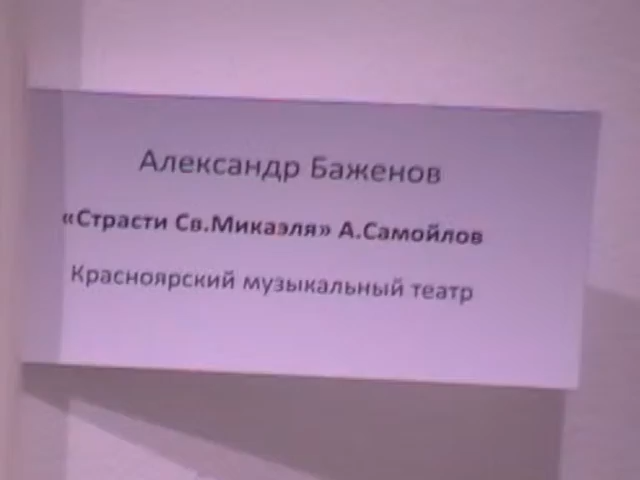 Александр Баженов
«Страсти Св.Микаэля» А.Самойлов
Красноярский музыкальный театр